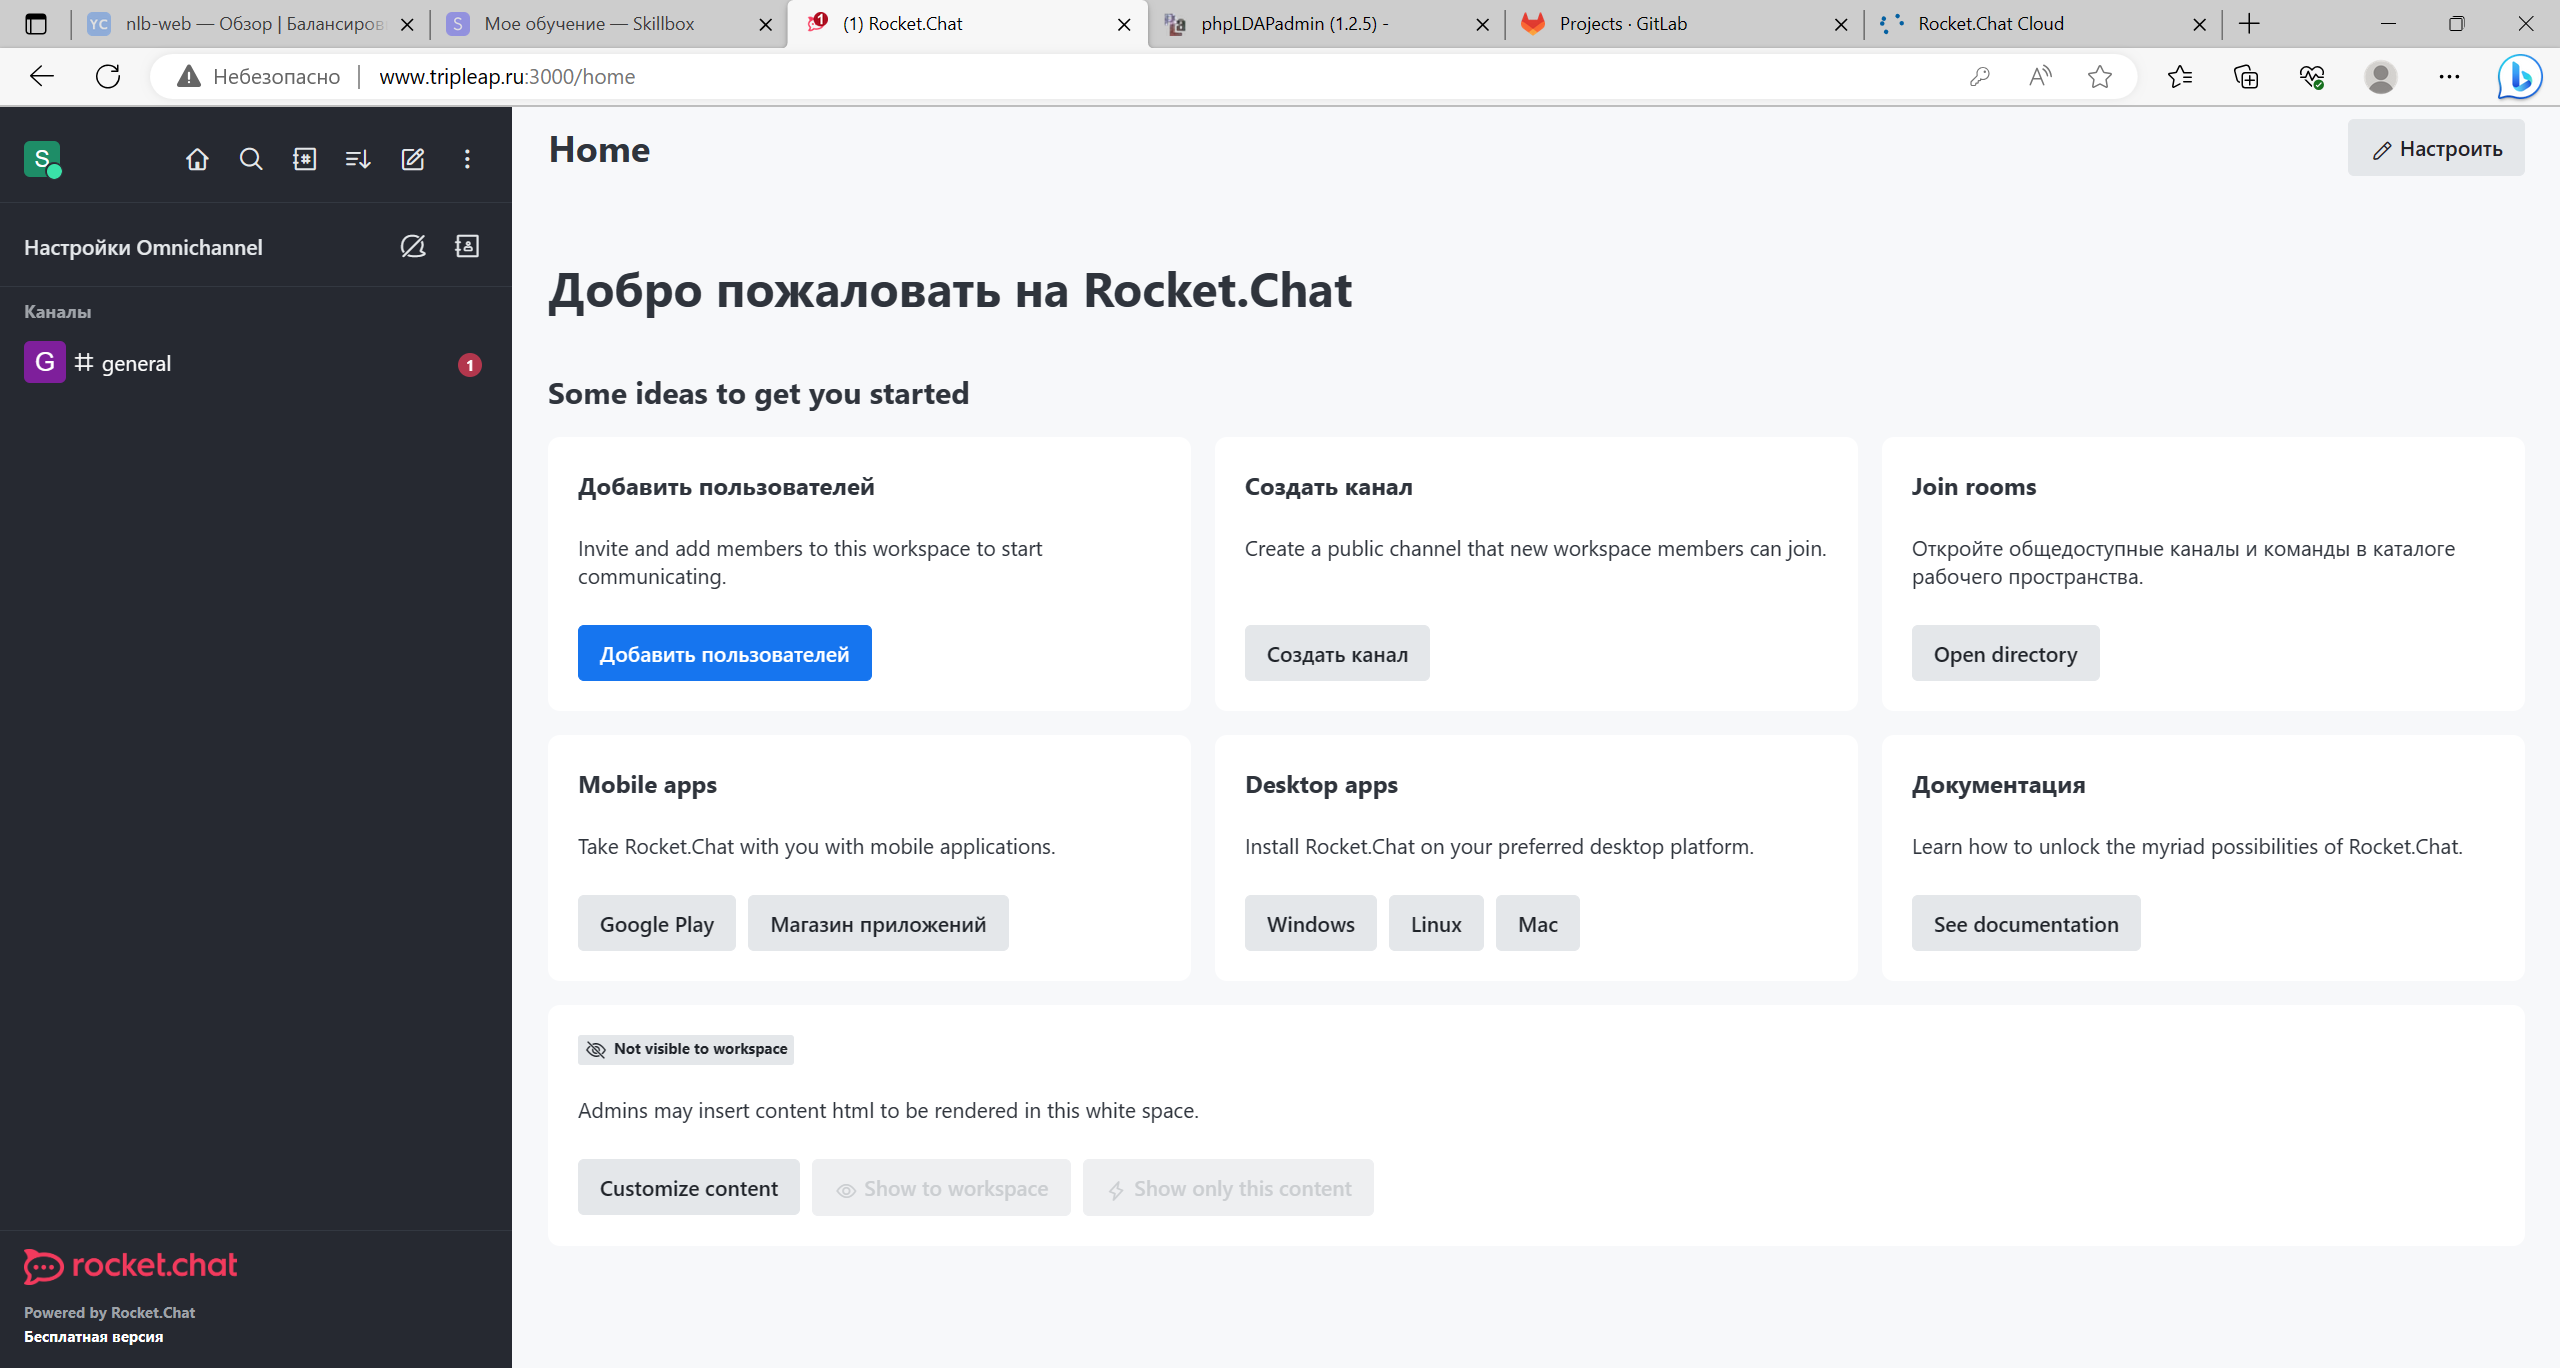 nlb-web — Обзор | Балансиров
Мое обучение — Skillbox
(1) Rocket.Chat
phpLDAPadmin (1.2.5) -
Projects · GitLab
Rocket.Chat Cloud
Небезопасно
www.tripleap.ru:3000/home
S
Home
Настроить
Настройки Omnichannel
Каналы
G # general 1
Добро пожаловать на Rocket.Chat
Some ideas to get you started
Добавить пользователей
Invite and add members to this workspace to start
communicating.
Добавить пользователей
Создать канал
Create a public channel that new workspace members can join.
Создать канал
Join rooms
Откройте общедоступные каналы и команды в каталоге
рабочего пространства.
Open directory
Mobile apps
Take Rocket.Chat with you with mobile applications.
Google Play
Магазин приложений
Desktop apps
Install Rocket.Chat on your preferred desktop platform.
Windows
Linux
Mac
Документация
Learn how to unlock the myriad possibilities of Rocket.Chat.
See documentation
Not visible to workspace
Admins may insert content html to be rendered in this white space.
Customize content
Show to workspace
Show only this content
rocket.chat
Powered by Rocket.Chat
Бесплатная версия